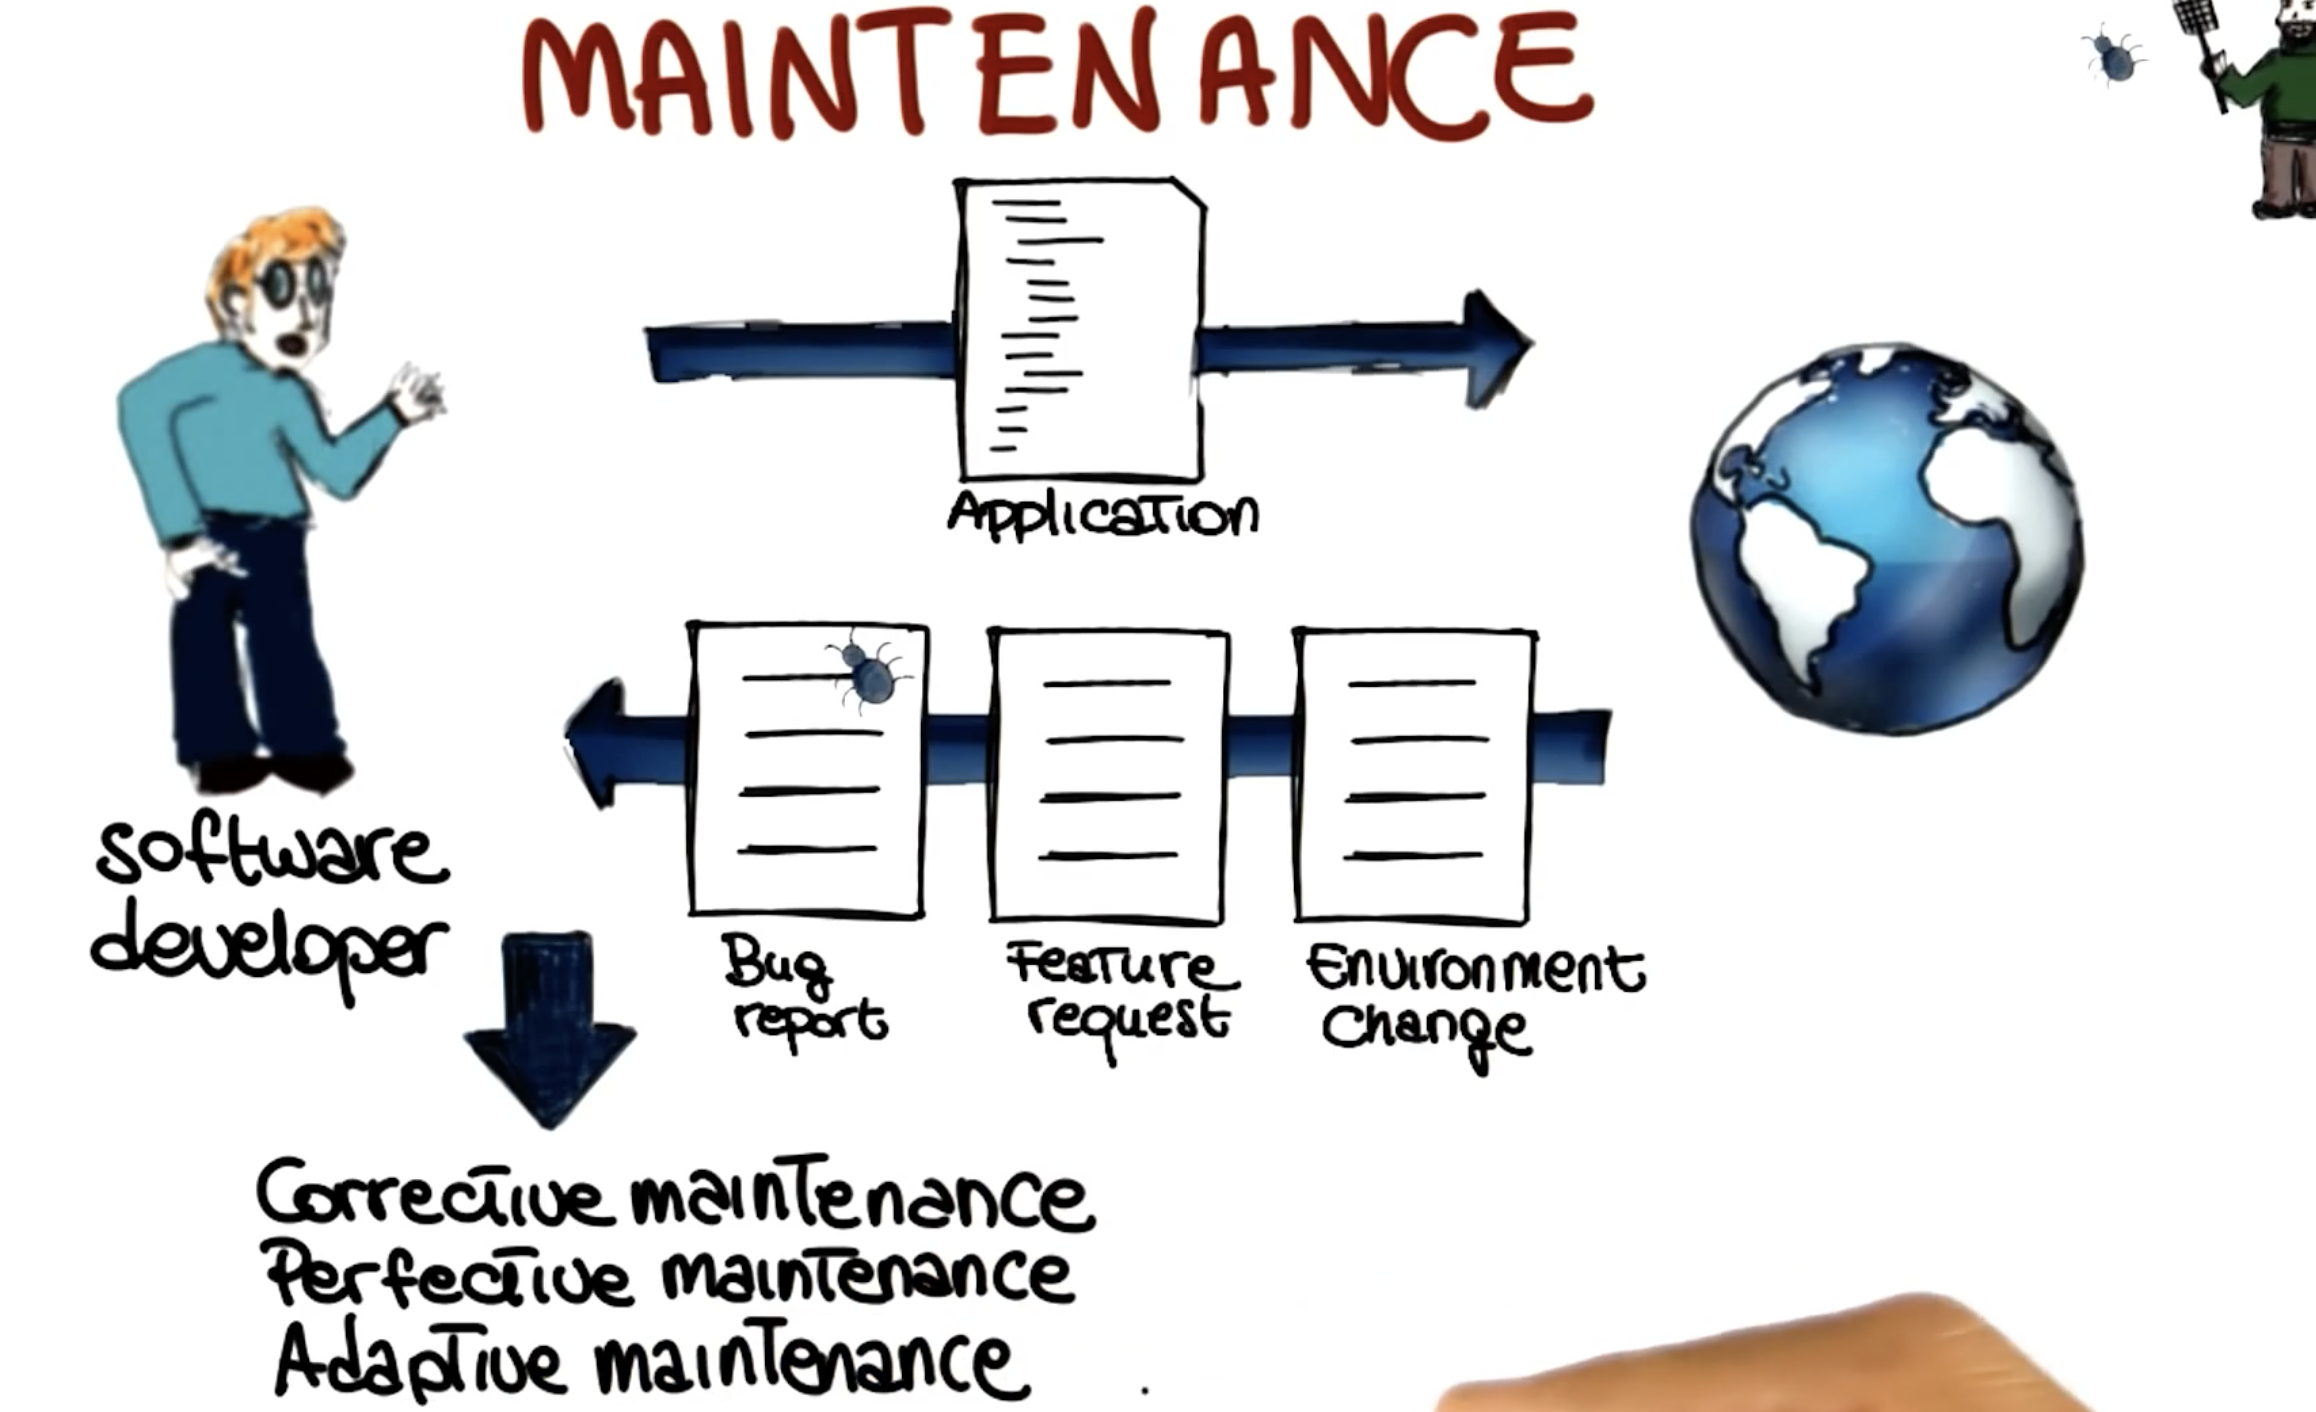 MAINTENANCE
Application
software
developer
Bug
report
Feature
request
Environment
Change
Corrective maintenance
Perfective maintenance
Adaptive maintenance